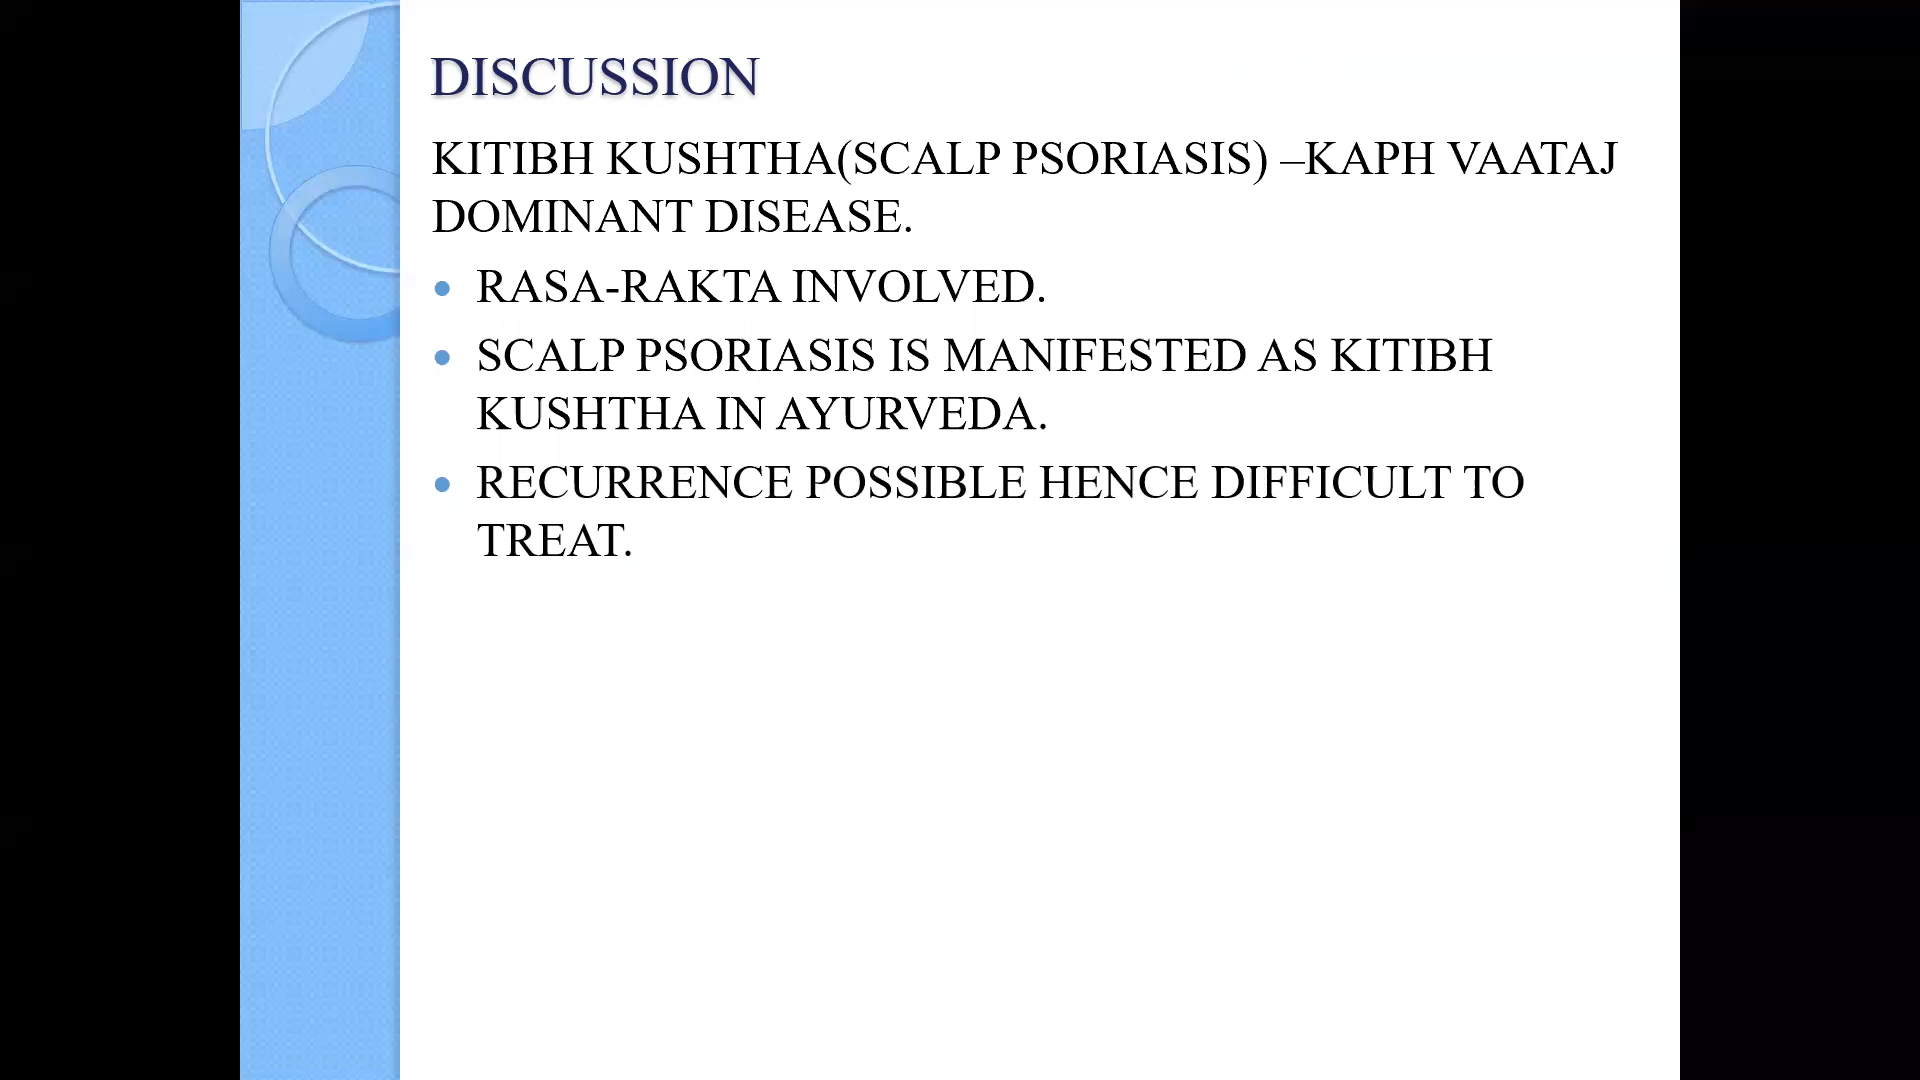 DISCUSSION
KITIBH KUSHTHA(SCALP PSORIASIS) –KAPH VAATAJ
DOMINANT DISEASE.
• RASA-RAKTA INVOLVED.
• SCALP PSORIASIS IS MANIFESTED AS KITIBH
KUSHTHA IN AYURVEDA.
• RECURRENCE POSSIBLE HENCE DIFFICULT TO
TREAT.